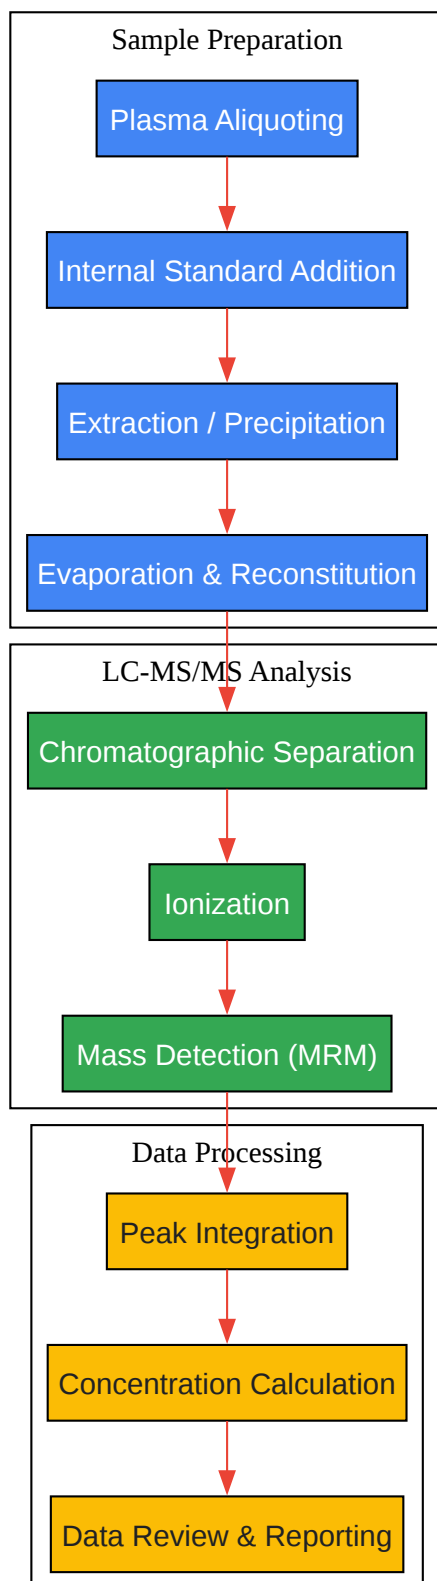 Sample Preparation
Plasma Aliquoting
Internal Standard Addition
Extraction / Precipitation
Evaporation & Reconstitution
LC-MS/MS Analysis
Chromatographic Separation
Ionization
Mass Detection (MRM)
Data Processing
Peak Integration
Concentration Calculation
Data Review & Reporting